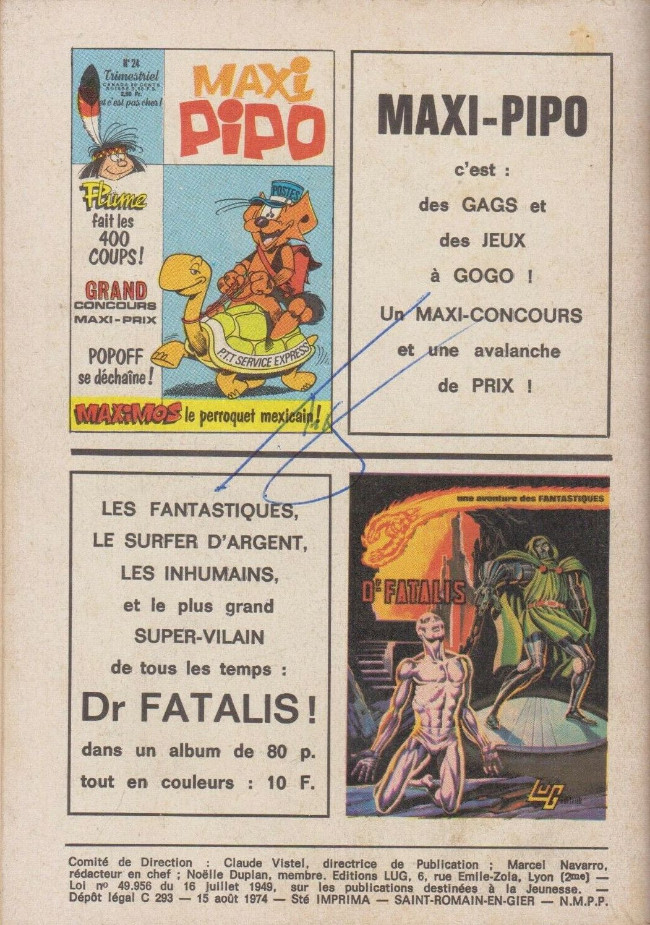 N° 24
Trimestriel
et c'est pas cher !
MAXI
PIPO
Plume
fait les
400
COUPS !
GRAND
CONCOURS
MAXI-PRIX
POPOFF
se déchaîne !
POSTES
P.T.T SERVICE EXPRESS
MAXIMOS le perroquet mexicain !
MAXI-PIPO
c'est :
des GAGS et
des JEUX
à GOGO !
Un MAXI-CONCOURS
et une avalanche
de PRIX !
LES FANTASTIQUES,
LE SURFER D'ARGENT,
LES INHUMAINS,
et le plus grand
SUPER-VILAIN
de tous les temps :
Dr FATALIS !
dans un album de 80 p.
tout en couleurs : 10 F.
une aventure des FANTASTIQUES
Dr FATALIS
LUG
Comité de Direction : Claude Vistel, directrice de Publication ; Marcel Navarro,
rédacteur en chef ; Noëlle Duplan, membre. Editions LUG, 6, rue Emile-Zola, Lyon (2me) —
Loi nº 49.956 du 16 juillet 1949, sur les publications destinées à la Jeunesse. —
Dépôt légal C 293 — 15 août 1974 — Sté IMPRIMA — SAINT-ROMAIN-EN-GIER — N.M.P.P.